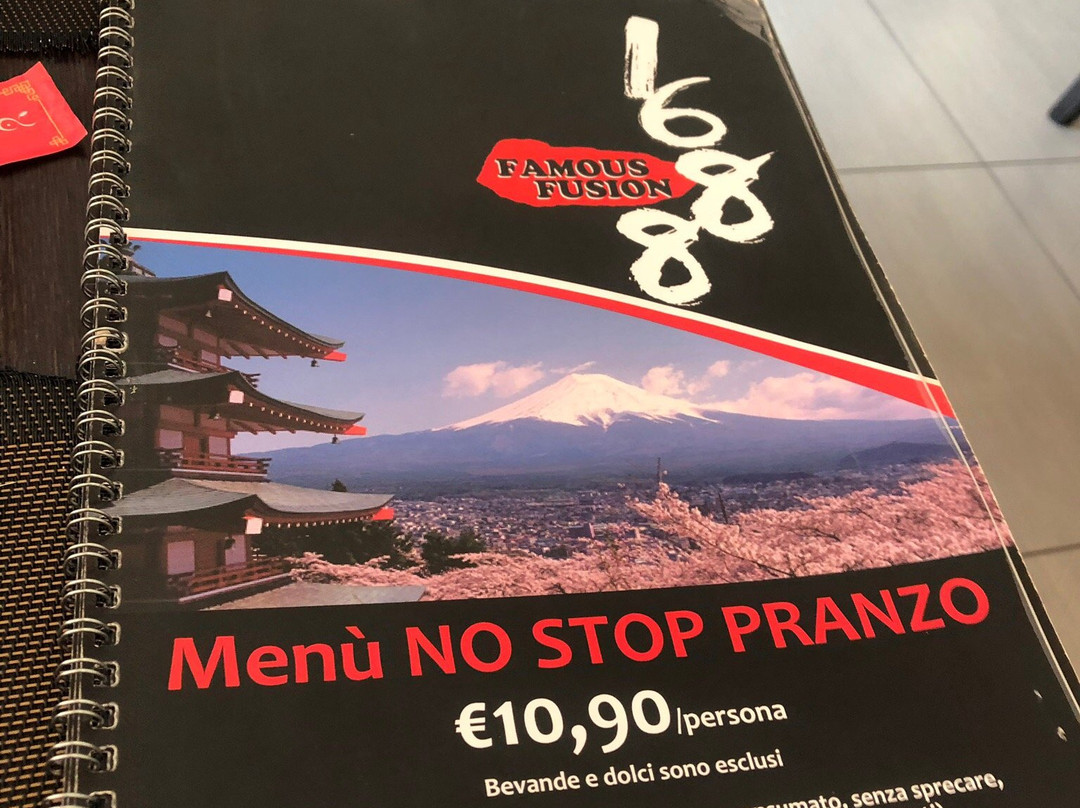 1688
FAMOUS
FUSION
Menù NO STOP PRANZO
€10,90/persona
Bevande e dolci sono esclusi
senza sprecare,